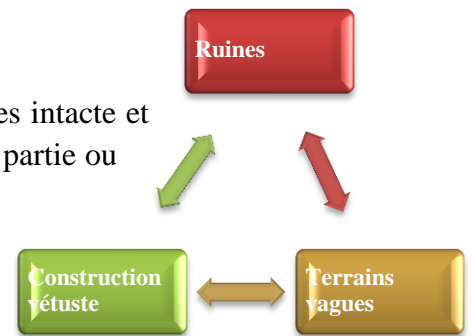 Ruines
es intacte et
partie ou
Construction
vétuste
Terrains
vagues